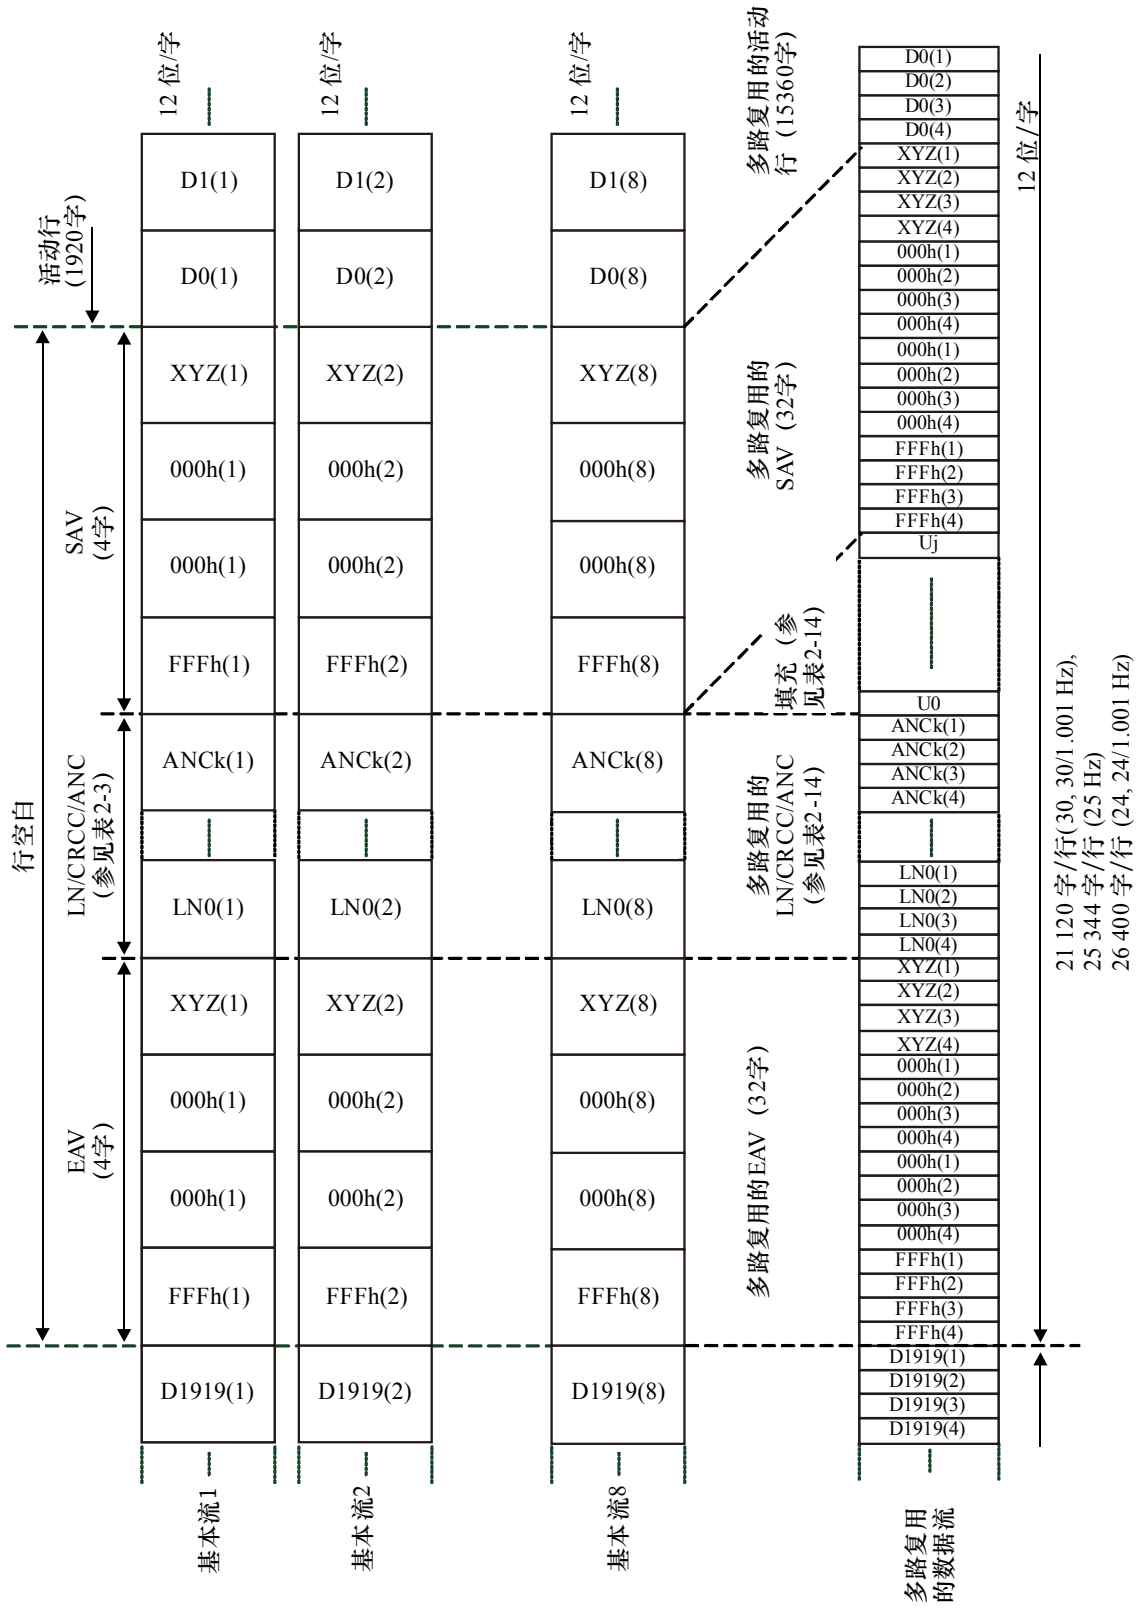 12 位/字
12 位/字
12 位/字
多路复用的活动
行 (15360字)
12 位/字
活动行
(1920字)
行空白
SAV
(4字)
LN/CRCC/ANC
(参见表2-3)
EAV
(4字)
D1(1)
D0(1)
XYZ(1)
000h(1)
000h(1)
FFFh(1)
ANCk(1)
LN0(1)
XYZ(1)
000h(1)
000h(1)
FFFh(1)
D1919(1)
基本流1
D1(2)
D0(2)
XYZ(2)
000h(2)
000h(2)
FFFh(2)
ANCk(2)
LN0(2)
XYZ(2)
000h(2)
000h(2)
FFFh(2)
D1919(2)
基本流2
D1(8)
D0(8)
XYZ(8)
000h(8)
000h(8)
FFFh(8)
ANCk(8)
LN0(8)
XYZ(8)
000h(8)
000h(8)
FFFh(8)
D1919(8)
基本流8
多路复用的
SAV (32字)
填充 (参
见表2-14)
多路复用的
LN/CRCC/ANC
(参见表2-14)
多路复用的EAV (32字)
D0(1)
D0(2)
D0(3)
D0(4)
XYZ(1)
XYZ(2)
XYZ(3)
XYZ(4)
000h(1)
000h(2)
000h(3)
000h(4)
000h(1)
000h(2)
000h(3)
000h(4)
FFFh(1)
FFFh(2)
FFFh(3)
FFFh(4)
Uj
U0
ANCk(1)
ANCk(2)
ANCk(3)
ANCk(4)
LN0(1)
LN0(2)
LN0(3)
LN0(4)
XYZ(1)
XYZ(2)
XYZ(3)
XYZ(4)
000h(1)
000h(2)
000h(3)
000h(4)
000h(1)
000h(2)
000h(3)
000h(4)
FFFh(1)
FFFh(2)
FFFh(3)
FFFh(4)
D1919(1)
D1919(2)
D1919(3)
D1919(4)
多路复用
的数据流
21 120 字/行(30, 30/1.001 Hz),
25 344 字/行 (25 Hz)
26 400 字/行 (24, 24/1.001 Hz)